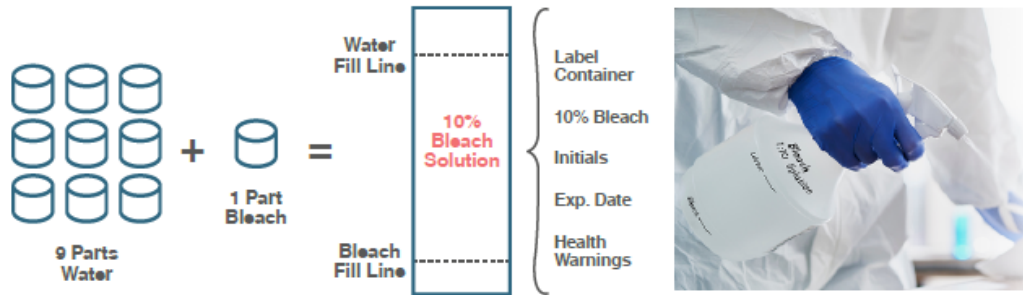 9 Parts
Water
+
1 Part
Bleach
=
Water
Fill Line
10%
Bleach
Solution
Bleach
Fill Line
Label
Container
10% Bleach
Initials
Exp. Date
Health
Warnings
Bleach
1:10 Solution
Water